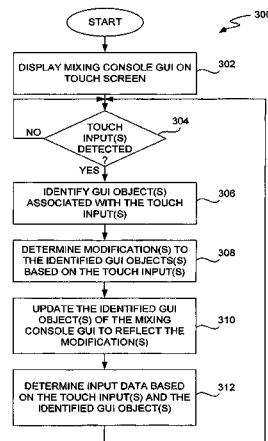 START
300
DISPLAY MIXING CONSOLE GUI ON
TOUCH SCREEN
302
NO
TOUCH
INPUT(S)
DETECTED
?
304
YES
IDENTIFY GUI OBJECT(S)
ASSOCIATED WITH THE TOUCH
INPUT(S)
306
DETERMINE MODIFICATION(S) TO
THE IDENTIFIED GUI OBJECTS(S)
BASED ON THE TOUCH INPUT(S)
308
UPDATE THE IDENTIFIED GUI
OBJECT(S) OF THE MIXING
CONSOLE GUI TO REFLECT THE
MODIFICATION(S)
310
DETERMINE INPUT DATA BASED
ON THE TOUCH INPUT(S) AND THE
IDENTIFIED GUI OBJECT(S)
312